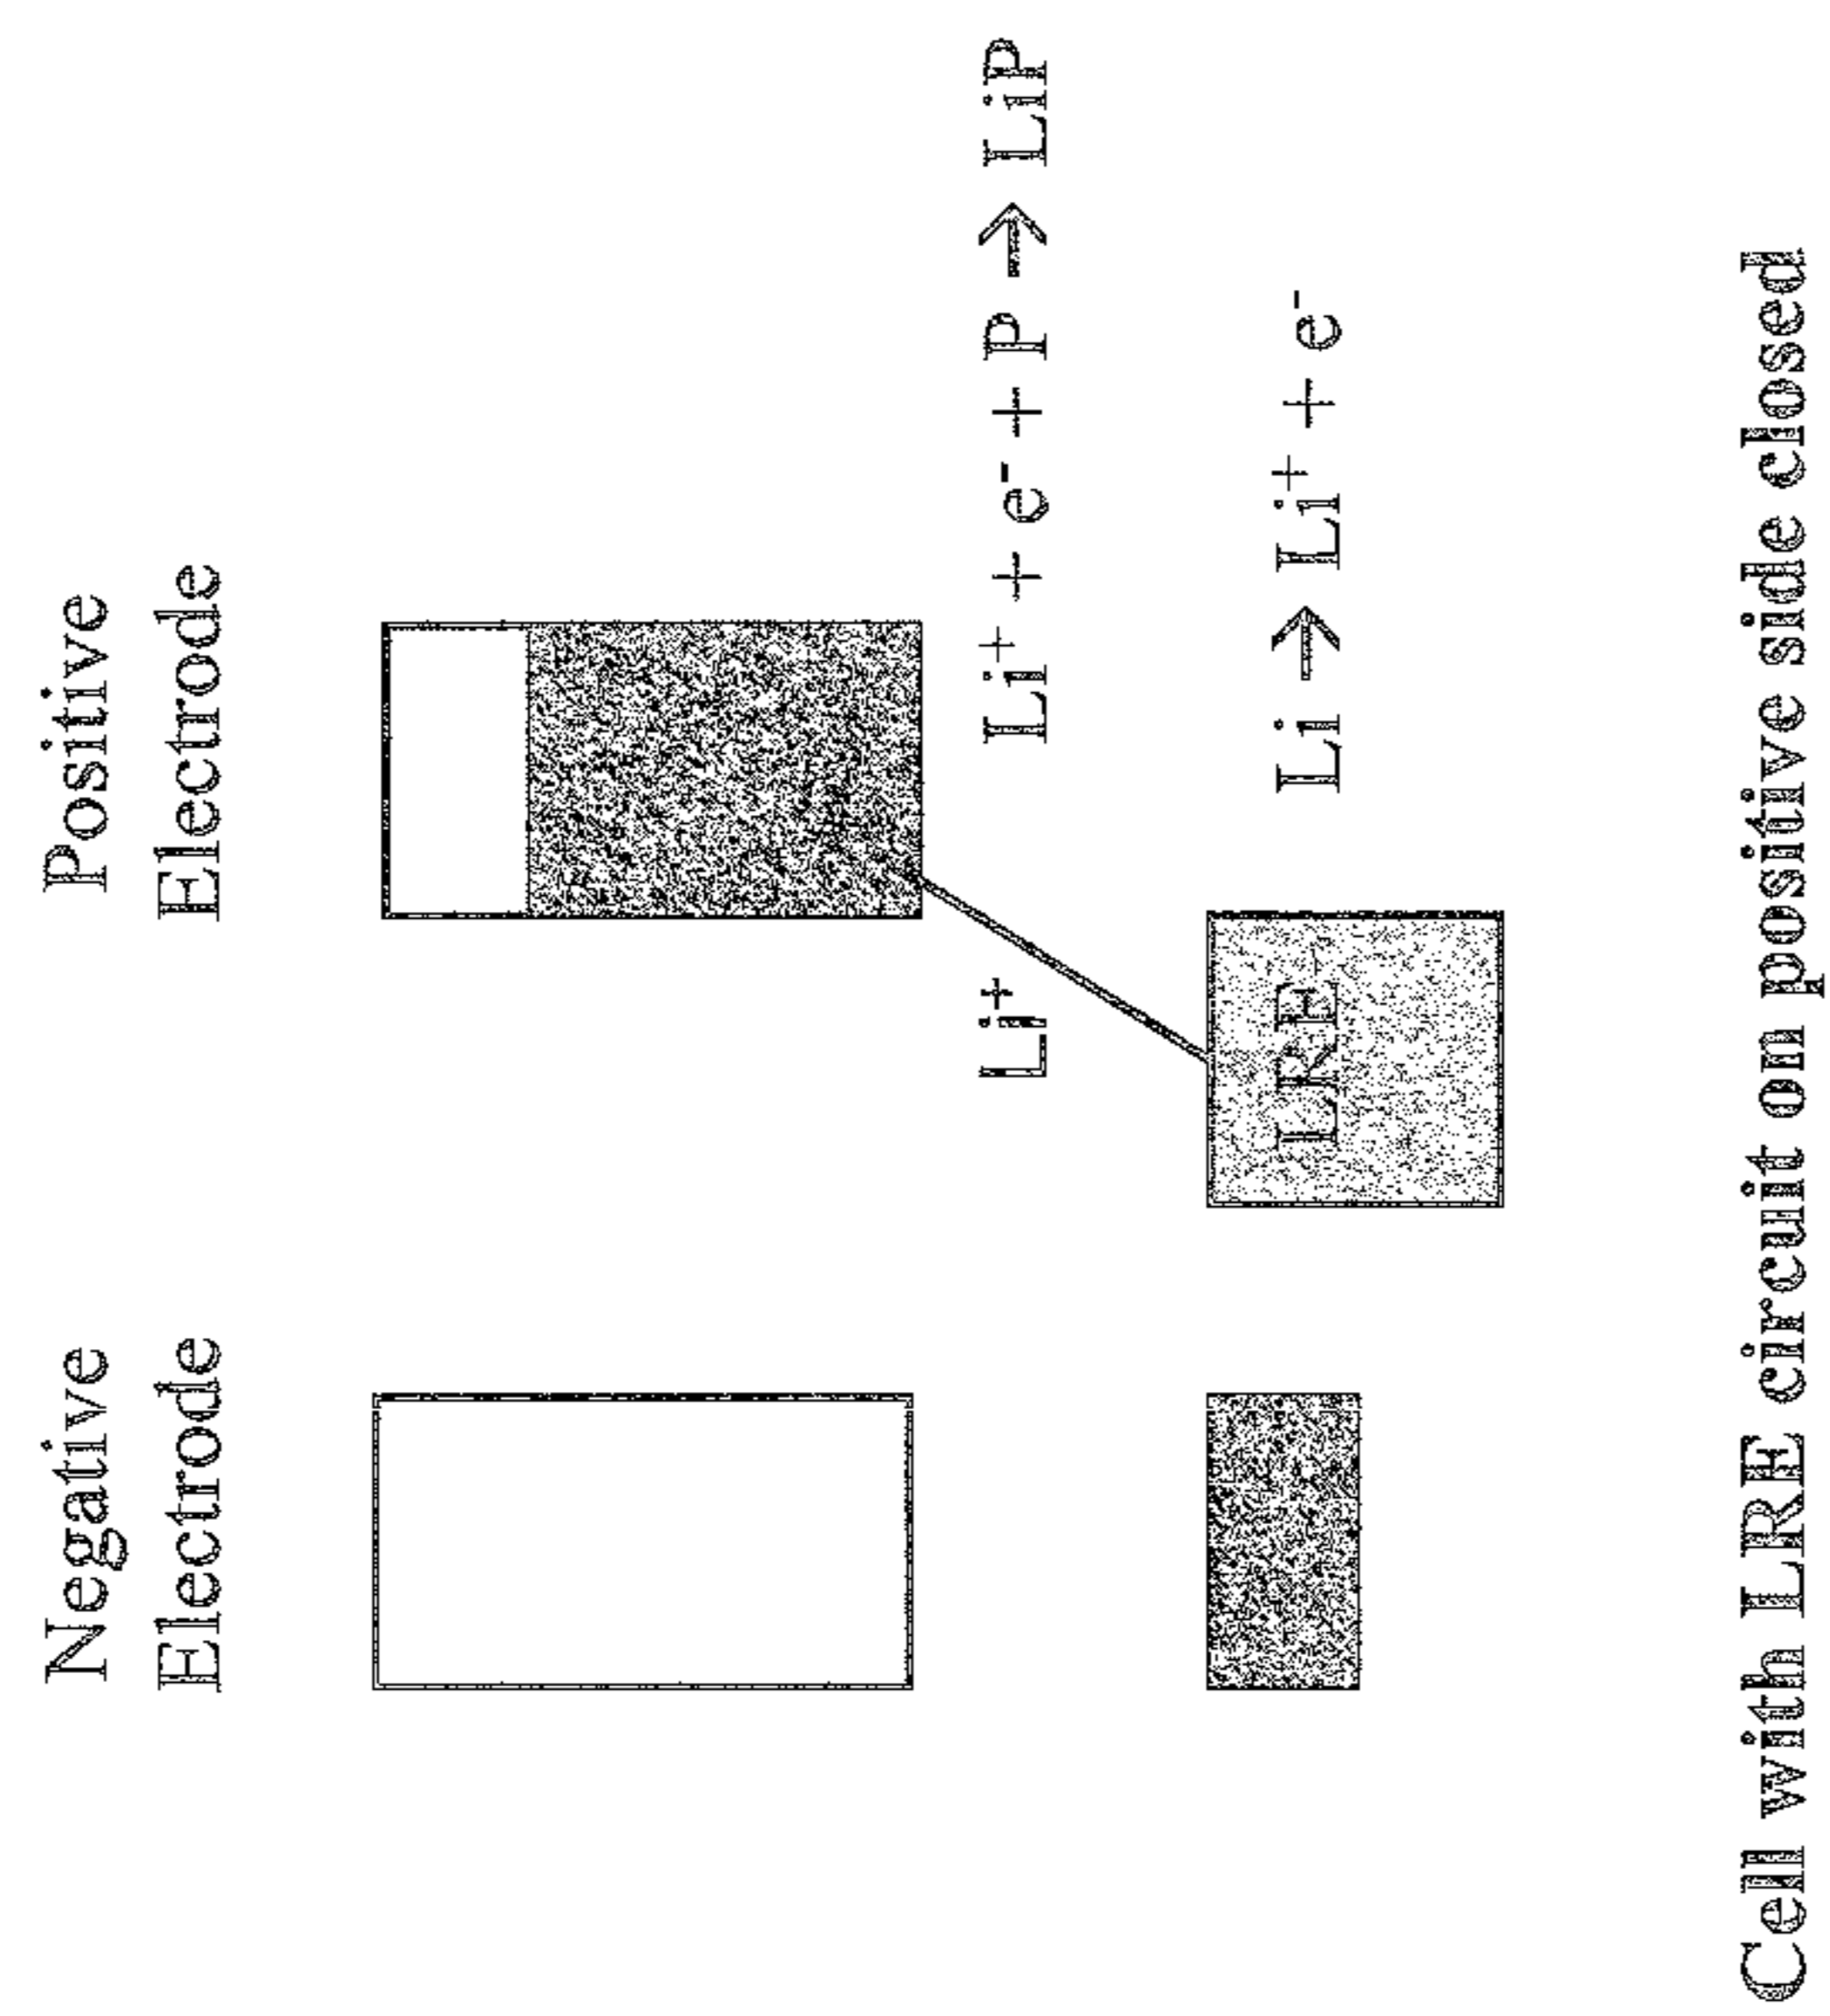 Negative Electrode
Positive Electrode
Li⁺
Li⁺ + e⁻ + P → LiP
LRE
Li → Li⁺ + e⁻
Cell with LRE circuit on positive side closed